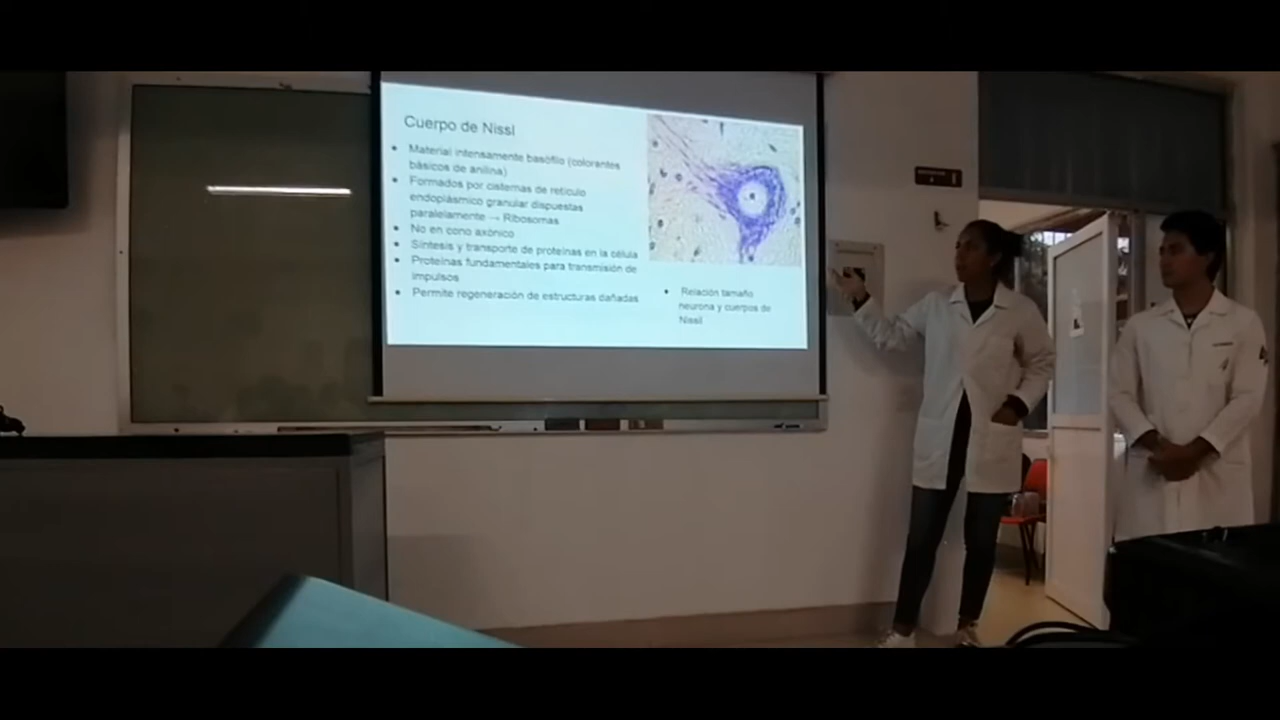 Cuerpo de Nissl
• Material intensamente basófilo (colorantes
básicos de anilina)
• Formados por cisternas de retículo
endoplásmico granular dispuestas
paralelamente → Ribosomas
• No en cono axónico
• Síntesis y transporte de proteínas en la célula
• Proteínas fundamentales para transmisión de
impulsos
• Permite regeneración de estructuras dañadas
• Relación tamaño
neurona y cuerpos de
Nissl